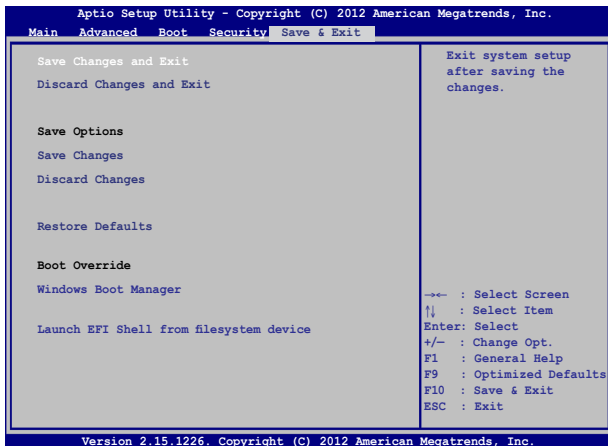 Aptio Setup Utility - Copyright (C) 2012 American Megatrends, Inc.
Main Advanced Boot Security Save & Exit
Save Changes and Exit
Discard Changes and Exit
Save Options
Save Changes
Discard Changes
Restore Defaults
Boot Override
Windows Boot Manager
Launch EFI Shell from filesystem device
Exit system setup
after saving the
changes.
→← : Select Screen
↑↓ : Select Item
Enter: Select
+/— : Change Opt.
F1 : General Help
F9 : Optimized Defaults
F10 : Save & Exit
ESC : Exit
Version 2.15.1226. Copyright (C) 2012 American Megatrends, Inc.